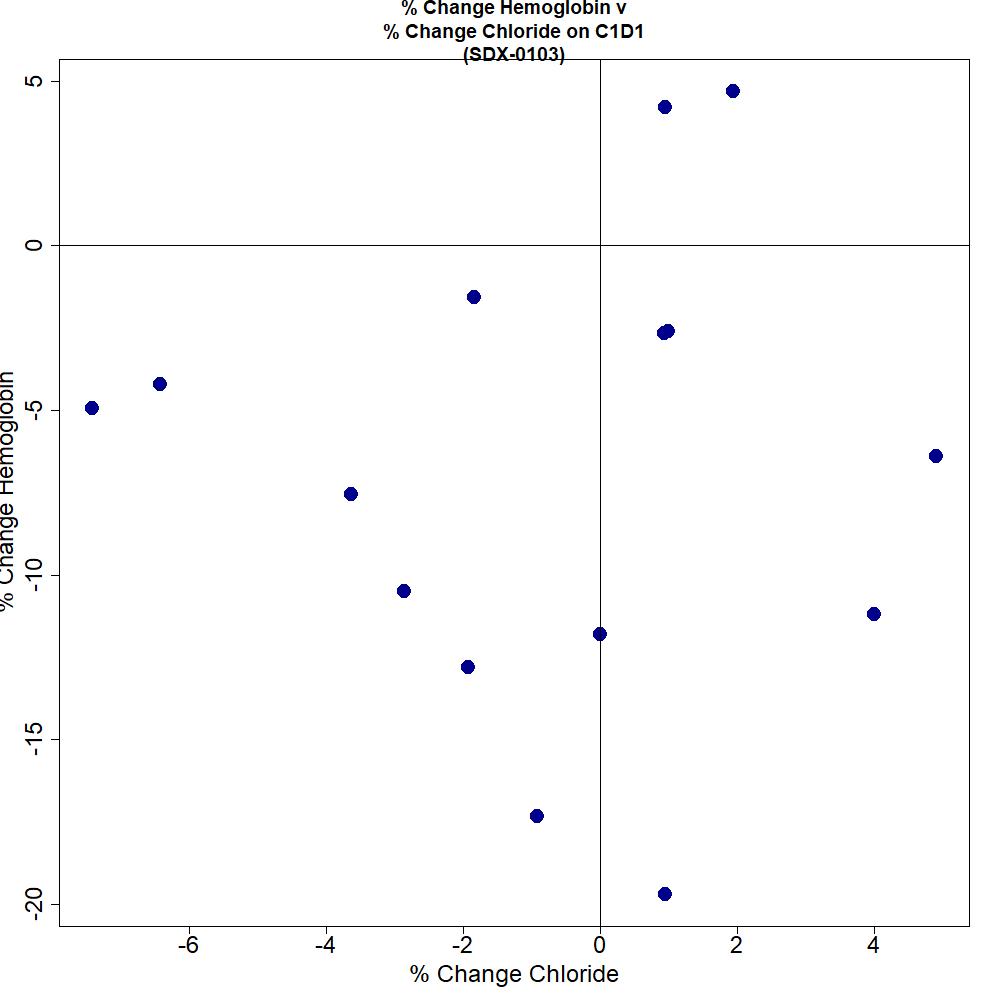 % Change Hemoglobin v
% Change Chloride on C1D1
(SDX-0103)
% Change Hemoglobin
5
0
-5
-10
-15
-20
-6 -4 -2 0 2 4
% Change Chloride